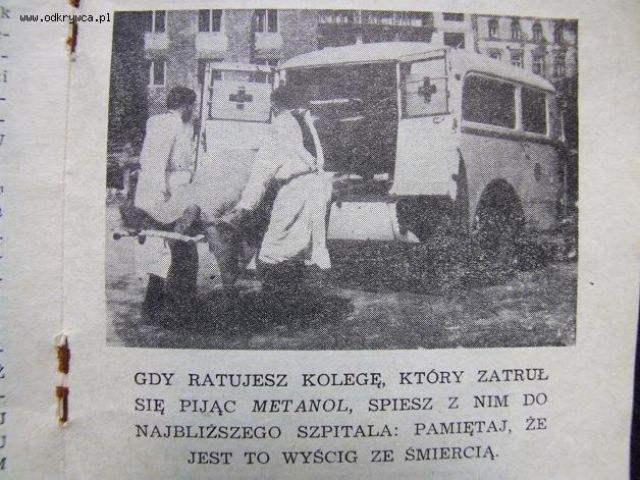 www.odkrywca.pl
GDY RATUJESZ KOLEGĘ, KTÓRY ZATRUŁ
SIĘ PIJĄC METANOL, SPIESZ Z NIM DO
NAJBLIŻSZEGO SZPITALA: PAMIĘTAJ, ŻE
JEST TO WYŚCIG ZE ŚMIERCIĄ.